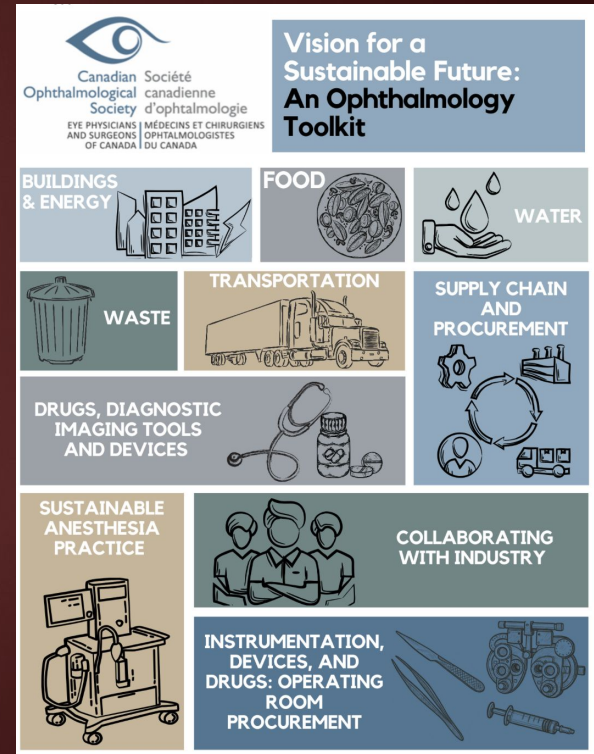 Canadian Société
Ophthalmological canadienne
Society d'ophtalmologie
EYE PHYSICIANS MÉDECINS ET CHIRURGIENS
AND SURGEONS OPHTALMOLOGISTES
OF CANADA DU CANADA
Vision for a
Sustainable Future:
An Ophthalmology
Toolkit
BUILDINGS
& ENERGY
FOOD
WATER
WASTE
TRANSPORTATION
SUPPLY CHAIN
AND
PROCUREMENT
DRUGS, DIAGNOSTIC
IMAGING TOOLS
AND DEVICES
SUSTAINABLE
ANESTHESIA
PRACTICE
COLLABORATING
WITH INDUSTRY
INSTRUMENTATION,
DEVICES, AND
DRUGS: OPERATING
ROOM
PROCUREMENT